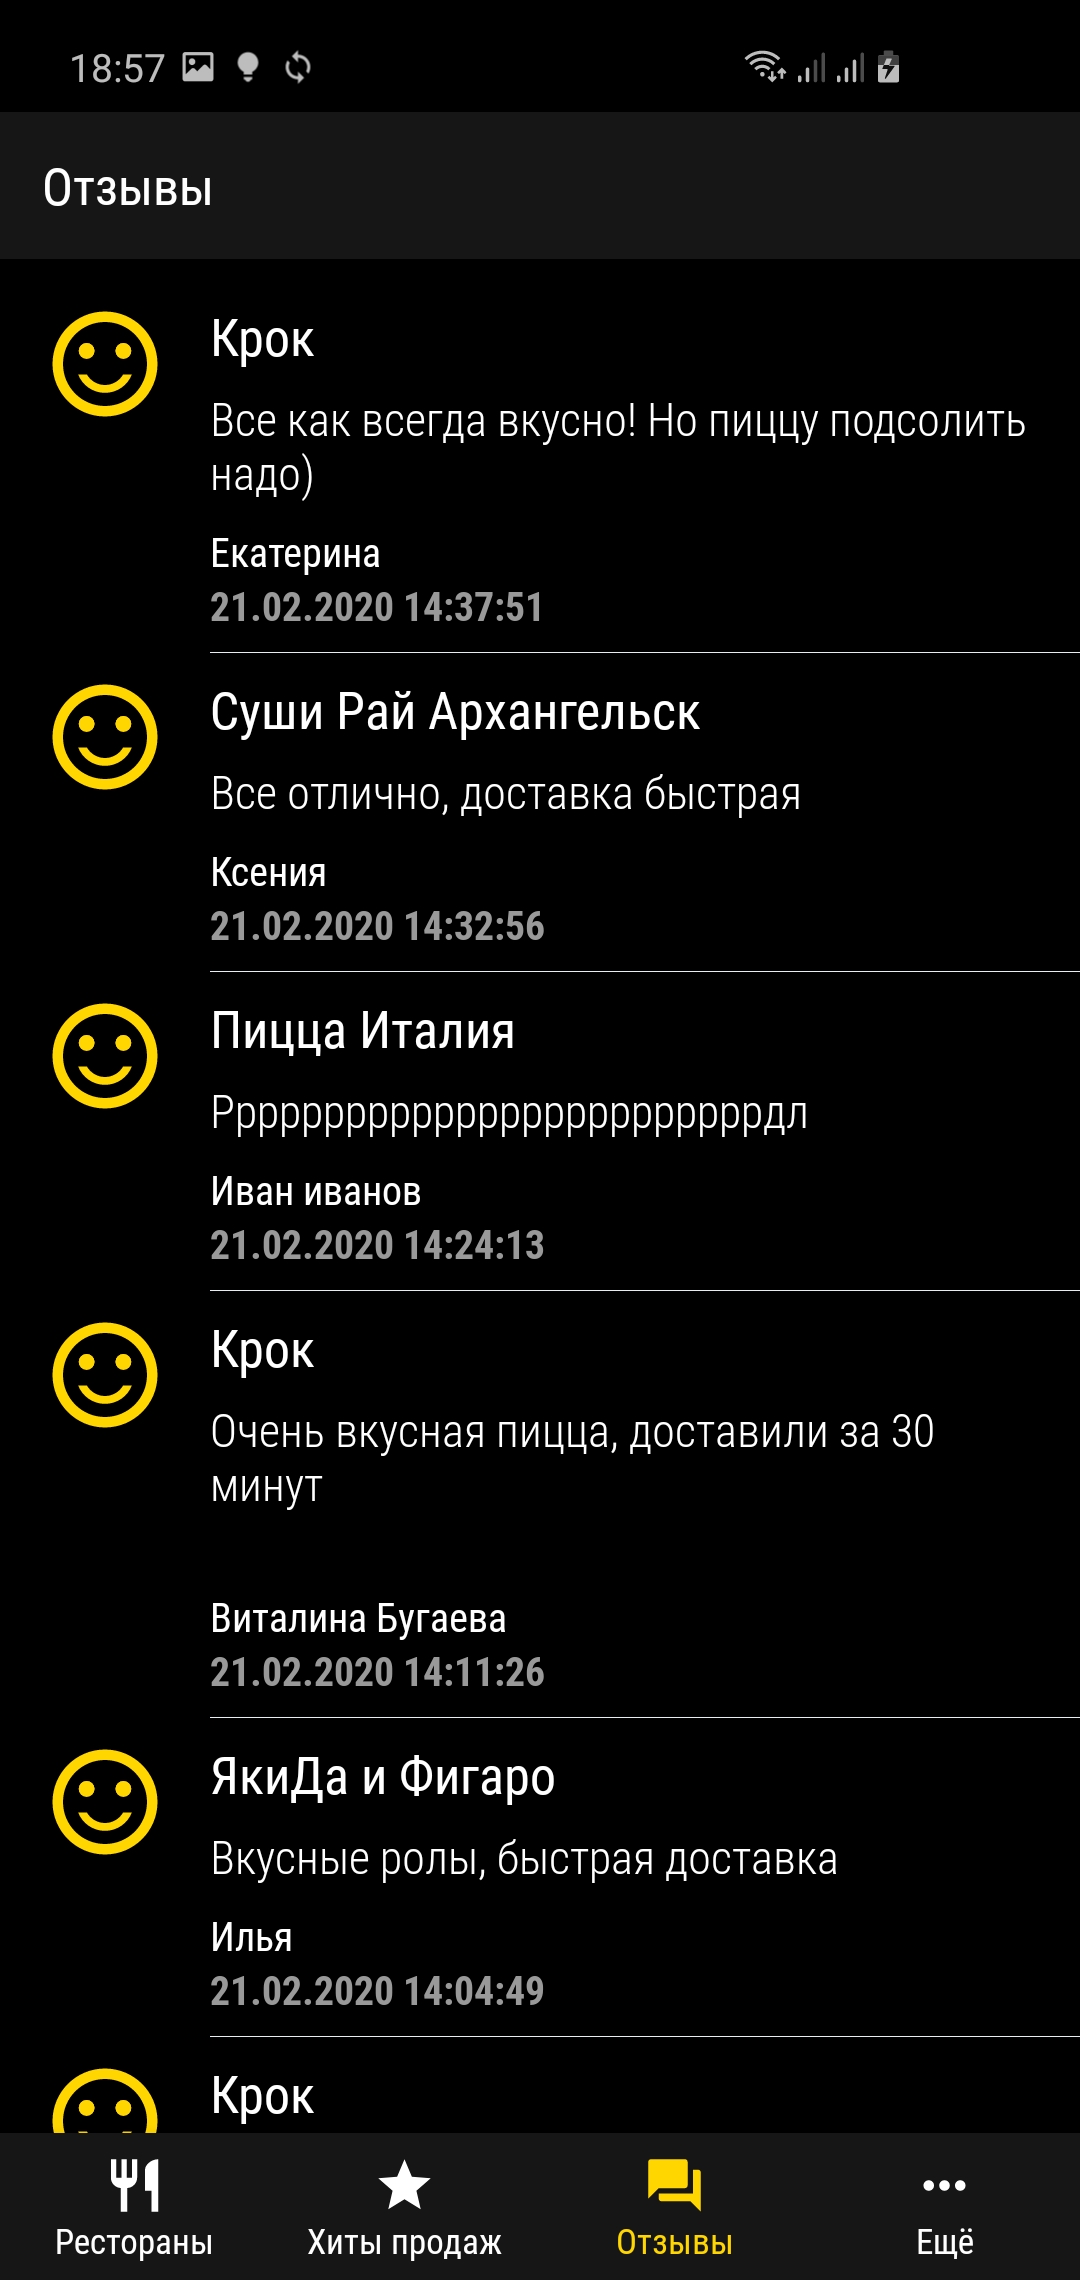 18:57
Отзывы
Крок
Все как всегда вкусно! Но пиццу подсолить
надо)
Екатерина
21.02.2020 14:37:51
Суши Рай Архангельск
Все отлично, доставка быстрая
Ксения
21.02.2020 14:32:56
Пицца Италия
Рррррррррррррррррррррррррдл
Иван иванов
21.02.2020 14:24:13
Крок
Очень вкусная пицца, доставили за 30
минут
Виталина Бугаева
21.02.2020 14:11:26
ЯкиДа и Фигаро
Вкусные ролы, быстрая доставка
Илья
21.02.2020 14:04:49
Крок
Рестораны
Хиты продаж
Отзывы
Ещё